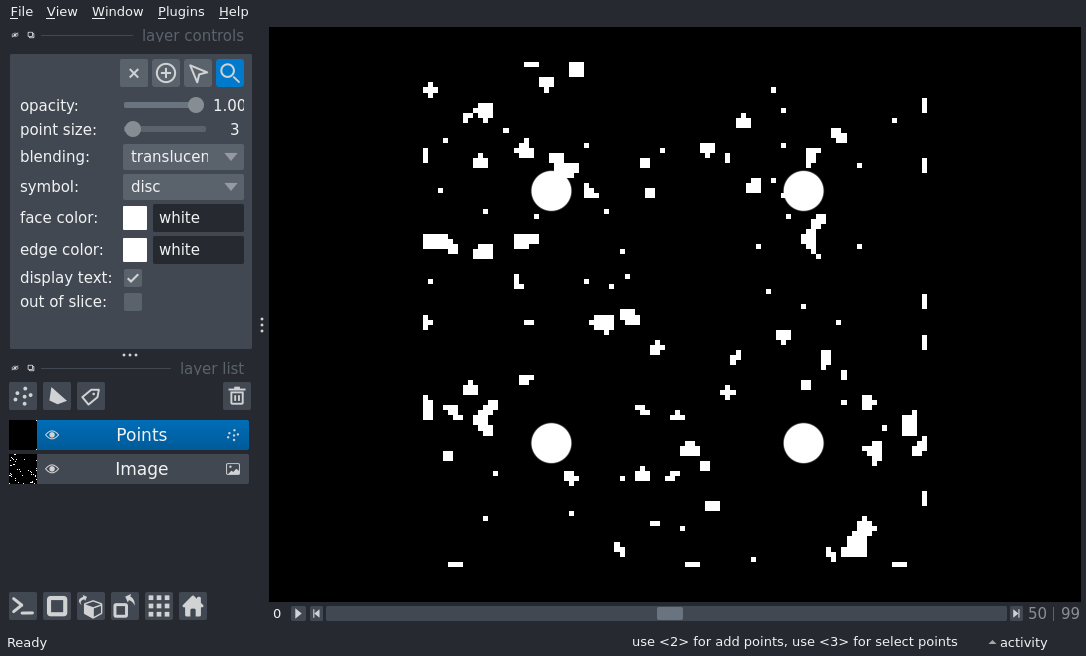 File View Window Plugins Help
layer controls
opacity: 1.00
point size: 3
blending: translucen
symbol: disc
face color: white
edge color: white
display text:
out of slice:
layer list
Points
Image
0 50 | 99
Ready use <2> for add points, use <3> for select points activity